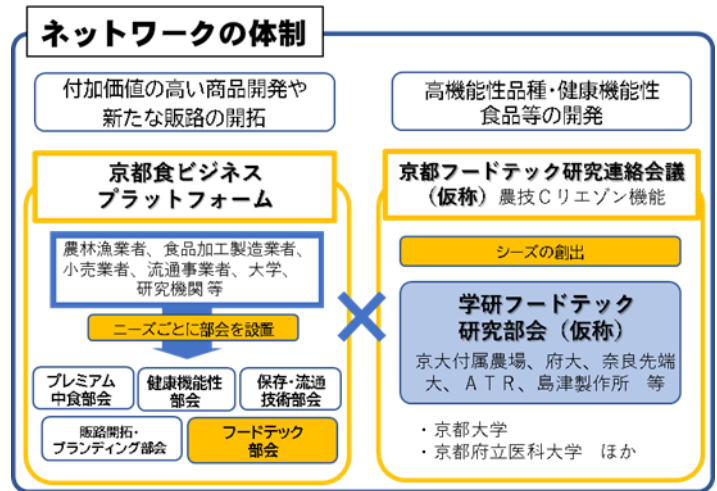 ネットワークの体制
付加価値の高い商品開発や
新たな販路の開拓
京都食ビジネス
プラットフォーム
農林漁業者、食品加工製造業者、
小売業者、流通事業者、大学、
研究機関等
ニーズごとに部会を設置
プレミアム
中食部会
健康機能性
部会
保存・流通
技術部会
販路開拓・
ブランディング部会
フードテック
部会
高機能性品種・健康機能性
食品等の開発
京都フードテック研究連絡会議
（仮称）農技Cリエゾン機能
シーズの創出
学研フードテック
研究部会（仮称）
京大付属農場、府大、奈良先端
大、ＡＴＲ、島津製作所　等
・京都大学
・京都府立医科大学　ほか